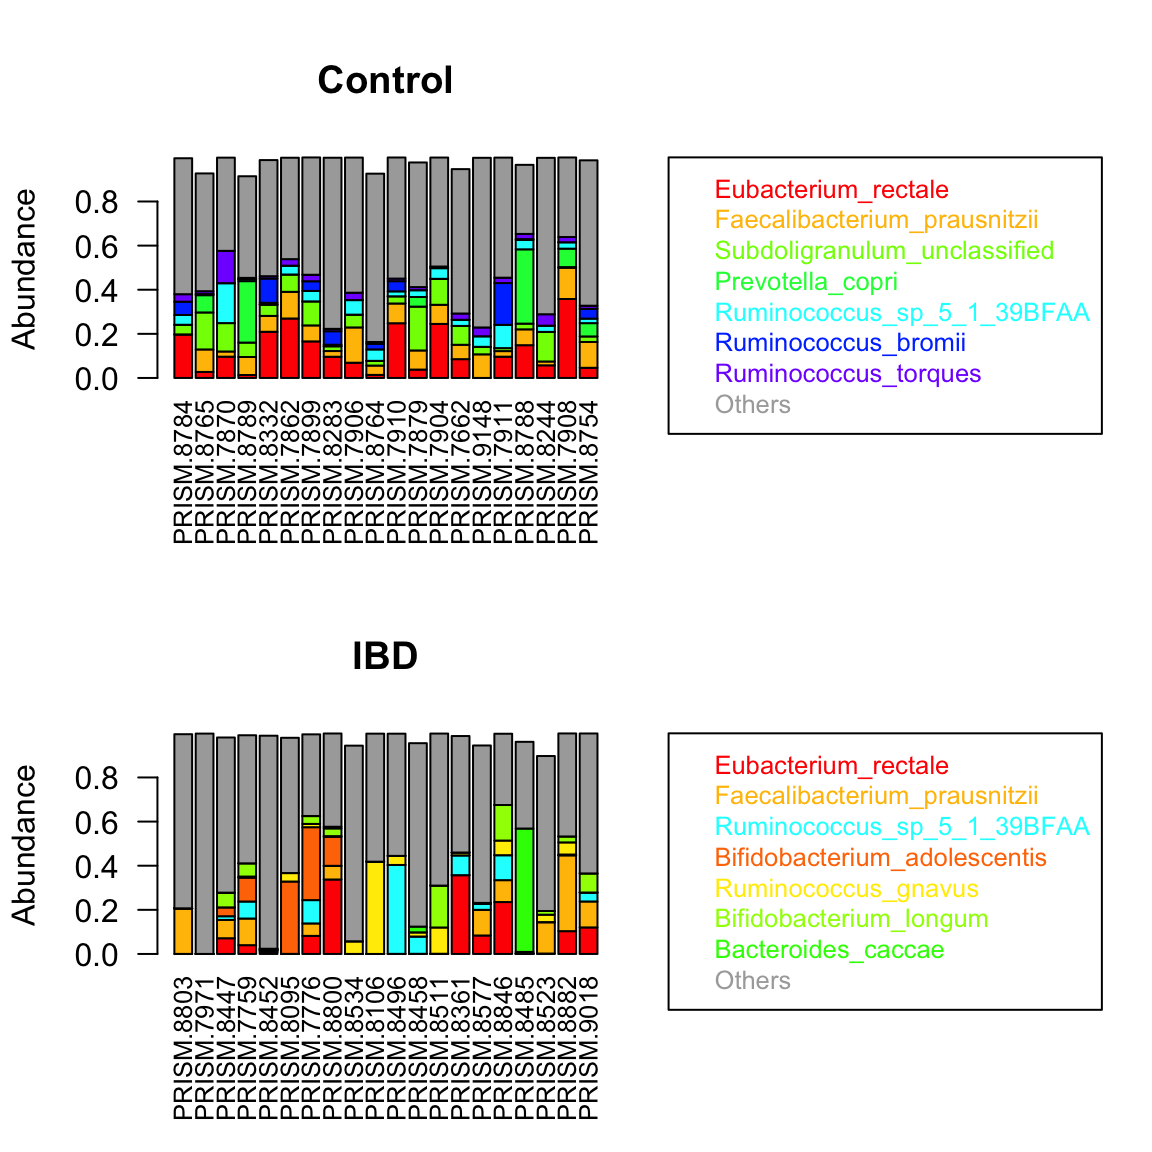 Control
Abundance
0.8
0.6
0.4
0.2
0.0
PRISM.8784
PRISM.8765
PRISM.7870
PRISM.8789
PRISM.8332
PRISM.7862
PRISM.7899
PRISM.8283
PRISM.7906
PRISM.8764
PRISM.7910
PRISM.7879
PRISM.7904
PRISM.7662
PRISM.9148
PRISM.7911
PRISM.8788
PRISM.8244
PRISM.7908
PRISM.8754
Eubacterium_rectale
Faecalibacterium_prausnitzii
Subdoligranulum_unclassified
Prevotella_copri
Ruminococcus_sp_5_1_39BFAA
Ruminococcus_bromii
Ruminococcus_torques
Others
IBD
Abundance
0.8
0.6
0.4
0.2
0.0
PRISM.8803
PRISM.7971
PRISM.8447
PRISM.7759
PRISM.8452
PRISM.8095
PRISM.7776
PRISM.8800
PRISM.8534
PRISM.8106
PRISM.8496
PRISM.8458
PRISM.8511
PRISM.8361
PRISM.8577
PRISM.8846
PRISM.8485
PRISM.8523
PRISM.8882
PRISM.9018
Eubacterium_rectale
Faecalibacterium_prausnitzii
Ruminococcus_sp_5_1_39BFAA
Bifidobacterium_adolescentis
Ruminococcus_gnavus
Bifidobacterium_longum
Bacteroides_caccae
Others